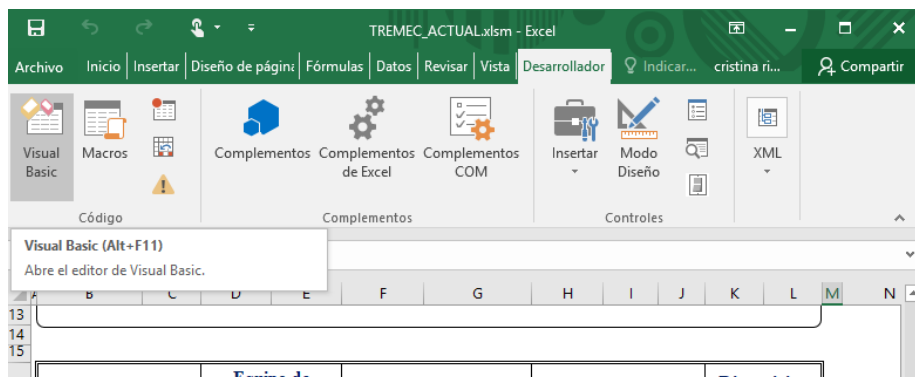 TREMEC_ACTUAL.xlsm - Excel
Archivo Inicio Insertar Diseño de página Fórmulas Datos Revisar Vista Desarrollador Indicar... cristina ri... Compartir
Visual Basic
Macros
Complementos
Complementos de Excel
Complementos COM
Insertar
Modo Diseño
XML
Código Complementos Controles
Visual Basic (Alt+F11)
Abre el editor de Visual Basic.
B C D E F G H I J K L M N
13
14
15
Equipo de